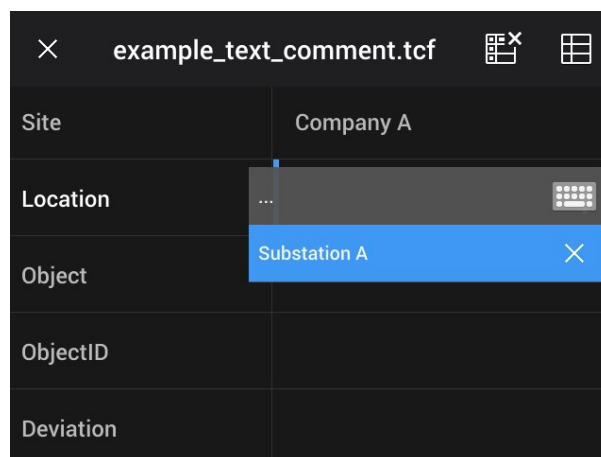 example_text_comment.tcf
Site Company A
Location ...
Substation A
Object
ObjectID
Deviation